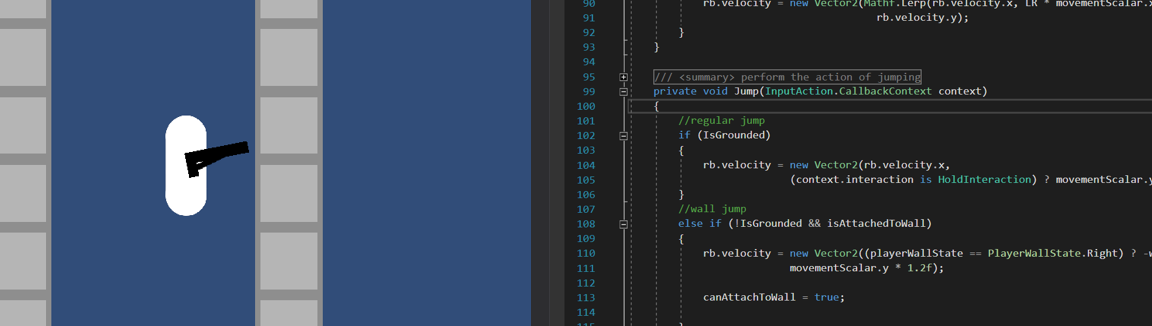 90 rb.velocity = new Vector2(Mathf.Lerp(rb.velocity.x, LR * movementScalar.x
91 rb.velocity.y);
92 }
93 }
94
95 /// <summary> perform the action of jumping
99 private void Jump(InputAction.CallbackContext context)
100 {
101 //regular jump
102 if (IsGrounded)
103 {
104 rb.velocity = new Vector2(rb.velocity.x,
105 (context.interaction is HoldInteraction) ? movementScalar.y
106 }
107 //wall jump
108 else if (!IsGrounded && isAttachedToWall)
109 {
110 rb.velocity = new Vector2((playerWallState == PlayerWallState.Right) ? -
111 movementScalar.y * 1.2f);
112
113 canAttachToWall = true;
114
115 }